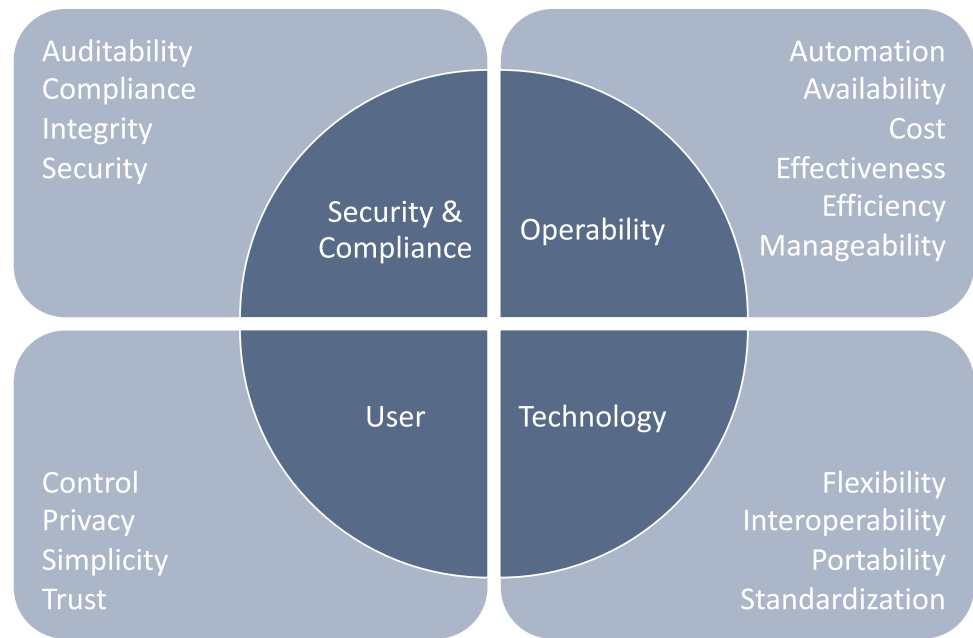 Auditability
Compliance
Integrity
Security
Security &
Compliance
Automation
Availability
Cost
Effectiveness
Efficiency
Manageability
Operability
User
Control
Privacy
Simplicity
Trust
Technology
Flexibility
Interoperability
Portability
Standardization